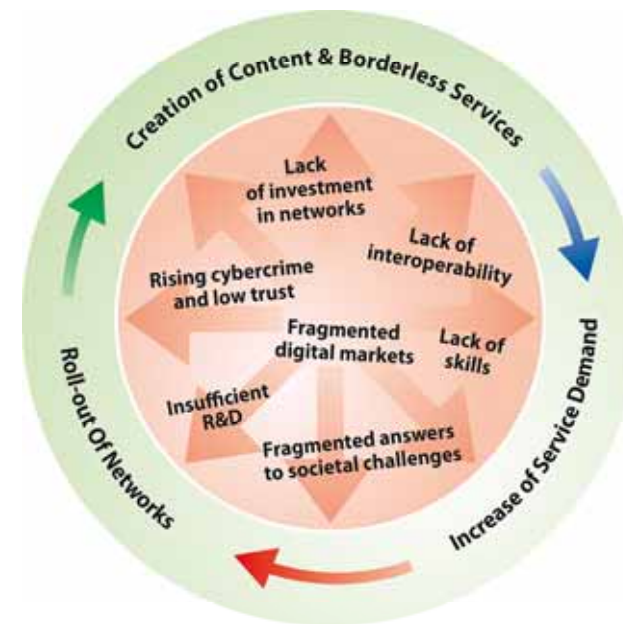 Creation of Content & Borderless Services
Lack
of investment
in networks
Lack of
interoperability
Rising cybercrime
and low trust
Fragmented
digital markets
Lack of
skills
Insufficient
R&D
Fragmented answers
to societal challenges
Roll-out Of Networks
Increase of Service Demand